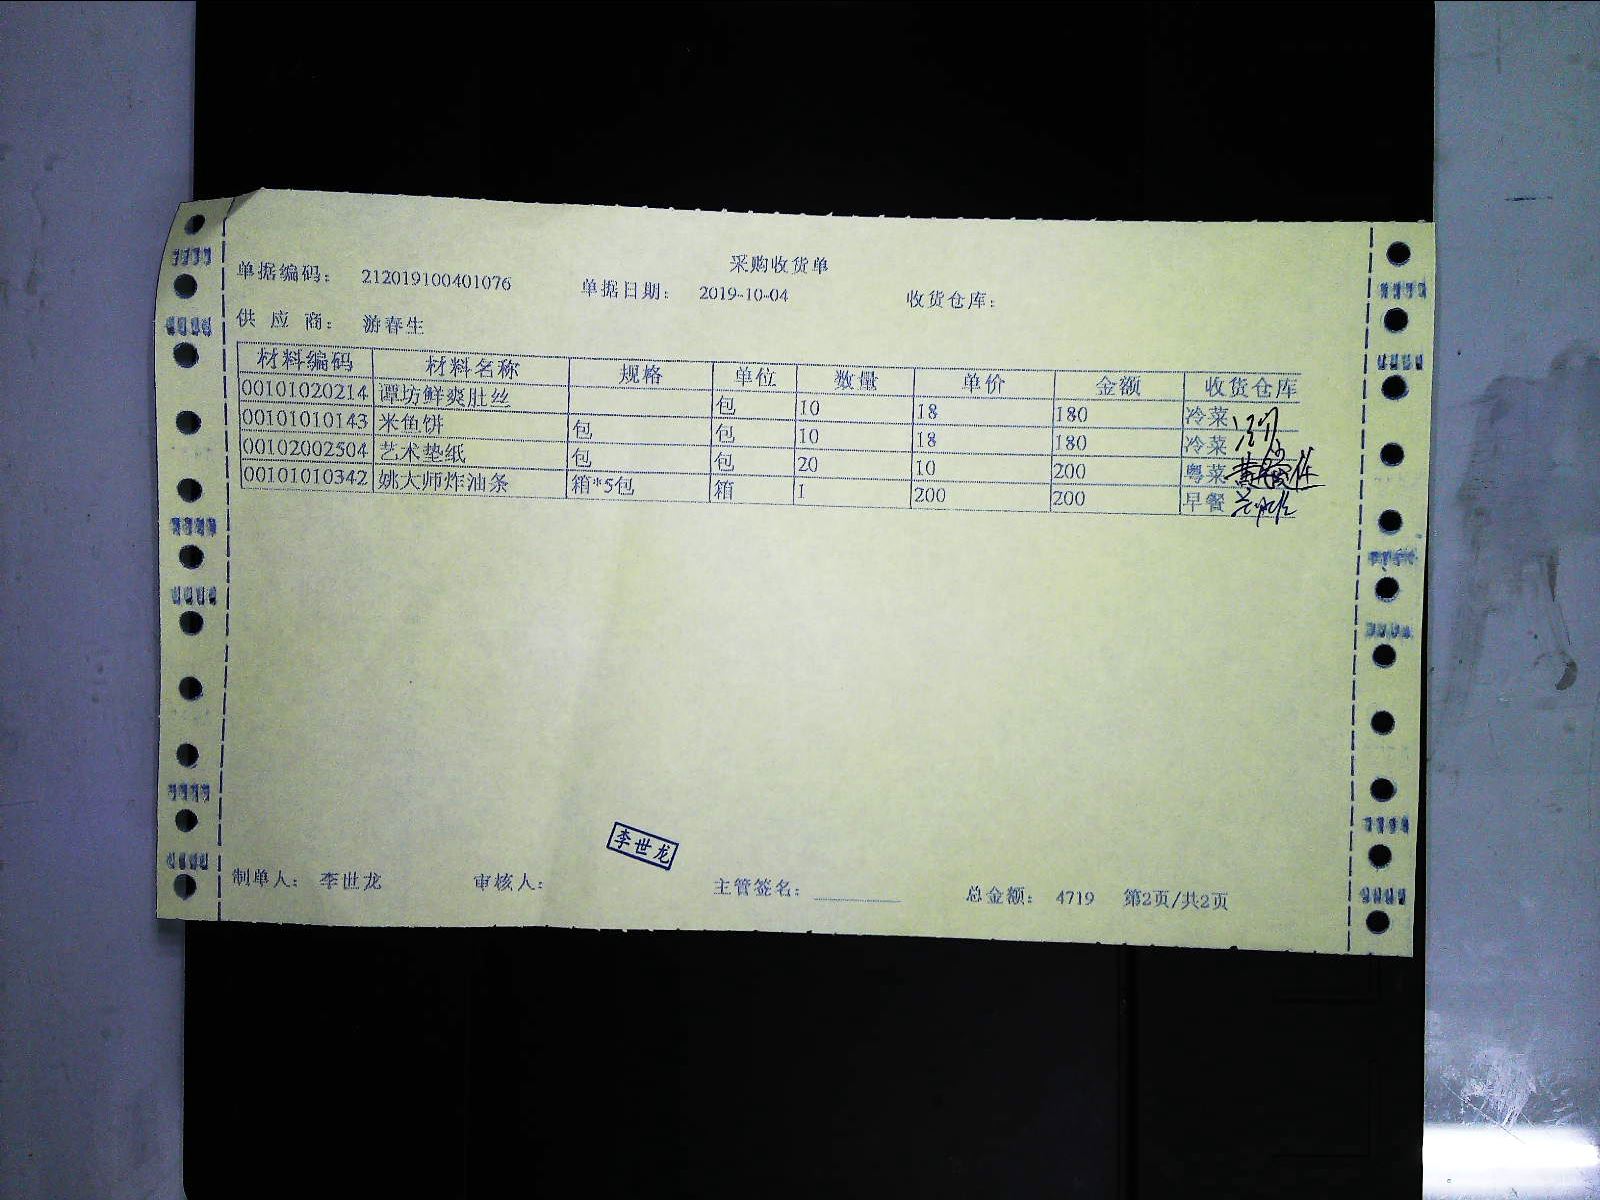 采购收货单
单据编码: 212019100401076 单据日期: 2019-10-04 收货仓库:
供 应 商: 游春生
材料编码 材料名称 规格 单位 数量 单价 金额 收货仓库
00101020214 谭坊鲜爽肚丝 包 10 18 180 冷菜
00101010143 米鱼饼 包 包 10 18 180 冷菜
00102002504 艺术垫纸 包 包 20 10 200 粤菜
00101010342 姚大师炸油条 箱*5包 箱 1 200 200 早餐
李世龙
制单人: 李世龙 审核人: 主管签名: 总金额: 4719 第2页/共2页